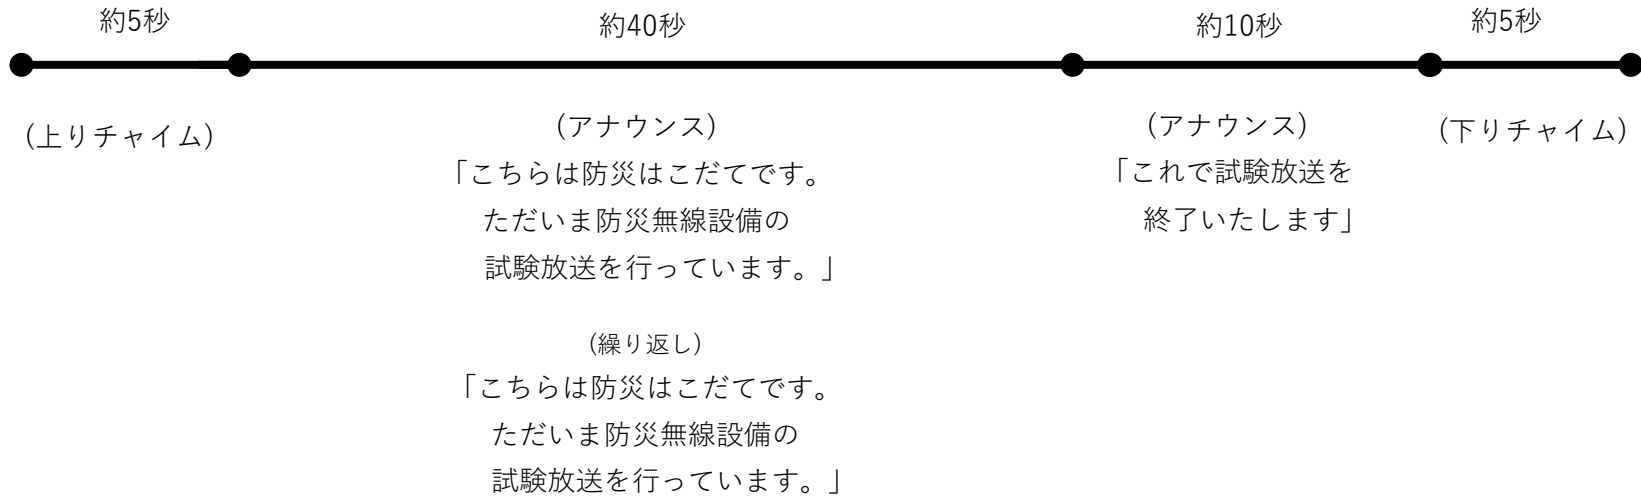 約5秒
約40秒
約10秒
約5秒
(上りチャイム)
(アナウンス)
「こちらは防災はこだてです。
ただいま防災無線設備の
試験放送を行っています。」
(繰り返し)
「こちらは防災はこだてです。
ただいま防災無線設備の
試験放送を行っています。」
(アナウンス)
「これで試験放送を
終了いたします」
(下りチャイム)